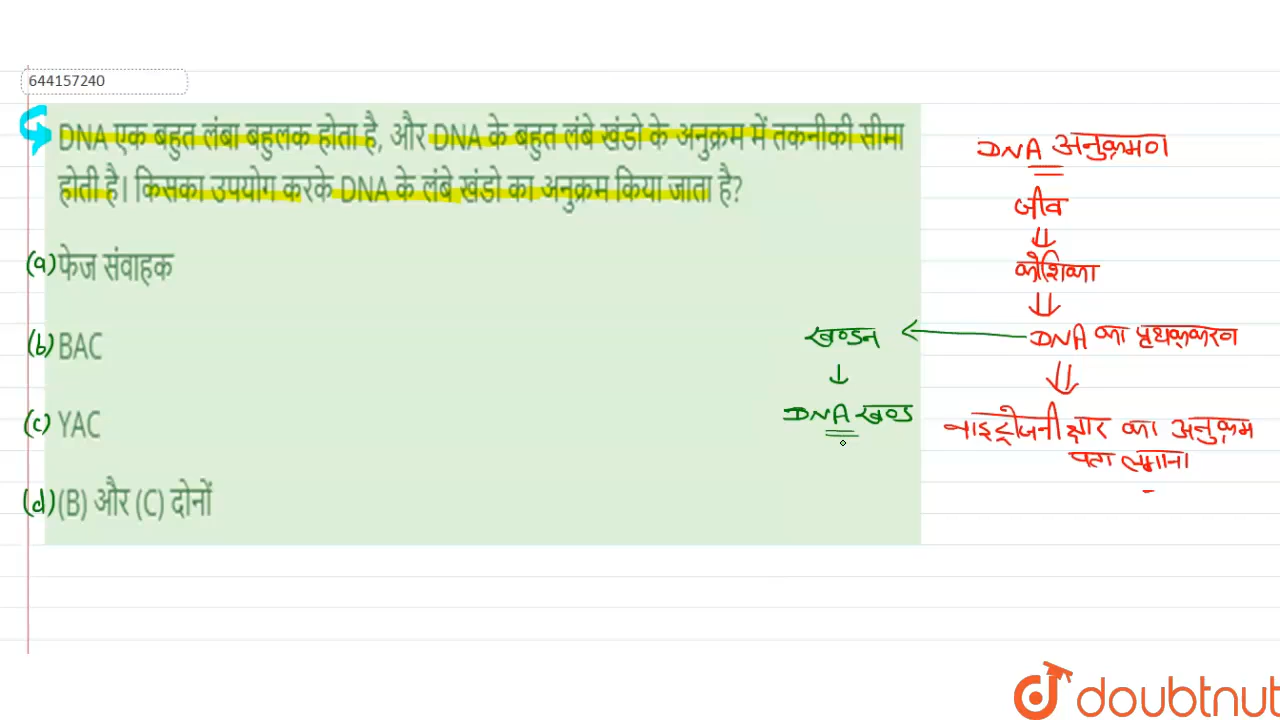 644157240
DNA एक बहुत लंबा बहुलक होता है, और DNA के बहुत लंबे खंडो के अनुक्रम में तकनीकी सीमा
होती है। किसका उपयोग करके DNA के लंबे खंडो का अनुक्रम किया जाता है?
(a) फेज संवाहक
(b) BAC
(c) YAC
(d) (B) और (C) दोनों
DNA अनुक्रमण
जीव
कोशिका
DNA का पृथक्करण
खण्डन
DNA खण्ड
नाइट्रोजनी क्षार का अनुक्रम
पता लगाना
doubtnut